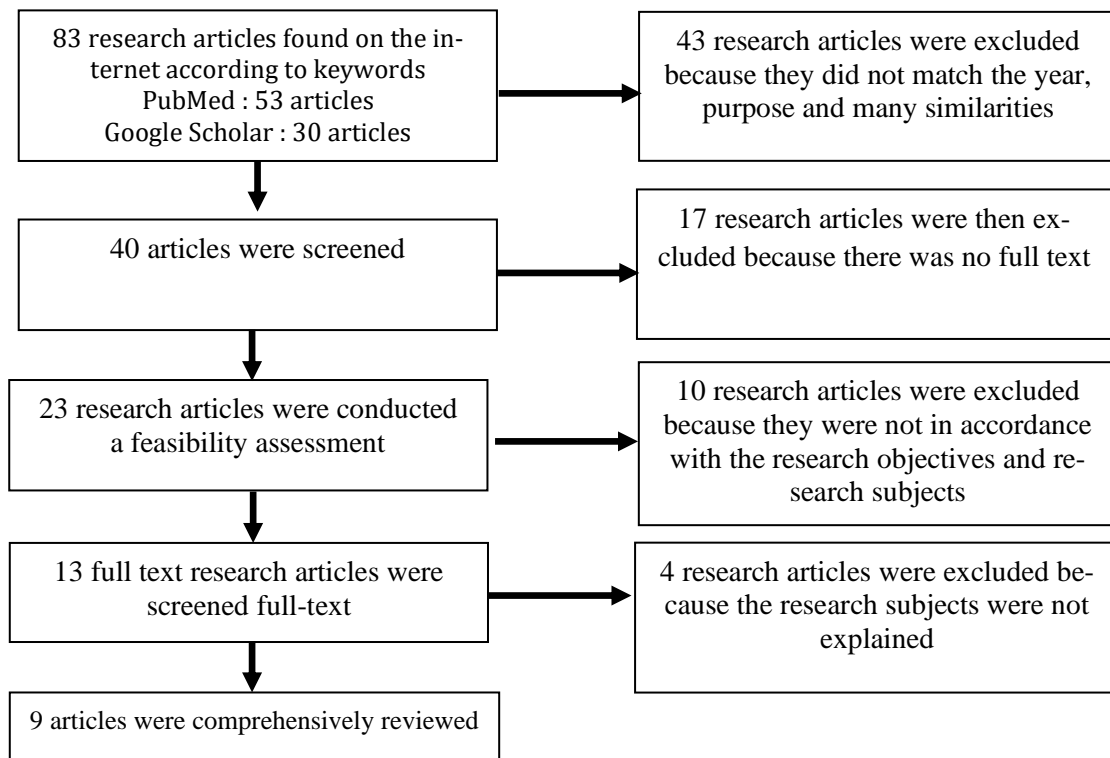 83 research articles found on the in-
ternet according to keywords
PubMed : 53 articles
Google Scholar : 30 articles
43 research articles were excluded
because they did not match the year,
purpose and many similarities
40 articles were screened
17 research articles were then ex-
cluded because there was no full text
23 research articles were conducted
a feasibility assessment
10 research articles were excluded
because they were not in accordance
with the research objectives and re-
search subjects
13 full text research articles were
screened full-text
4 research articles were excluded be-
cause the research subjects were not
explained
9 articles were comprehensively reviewed